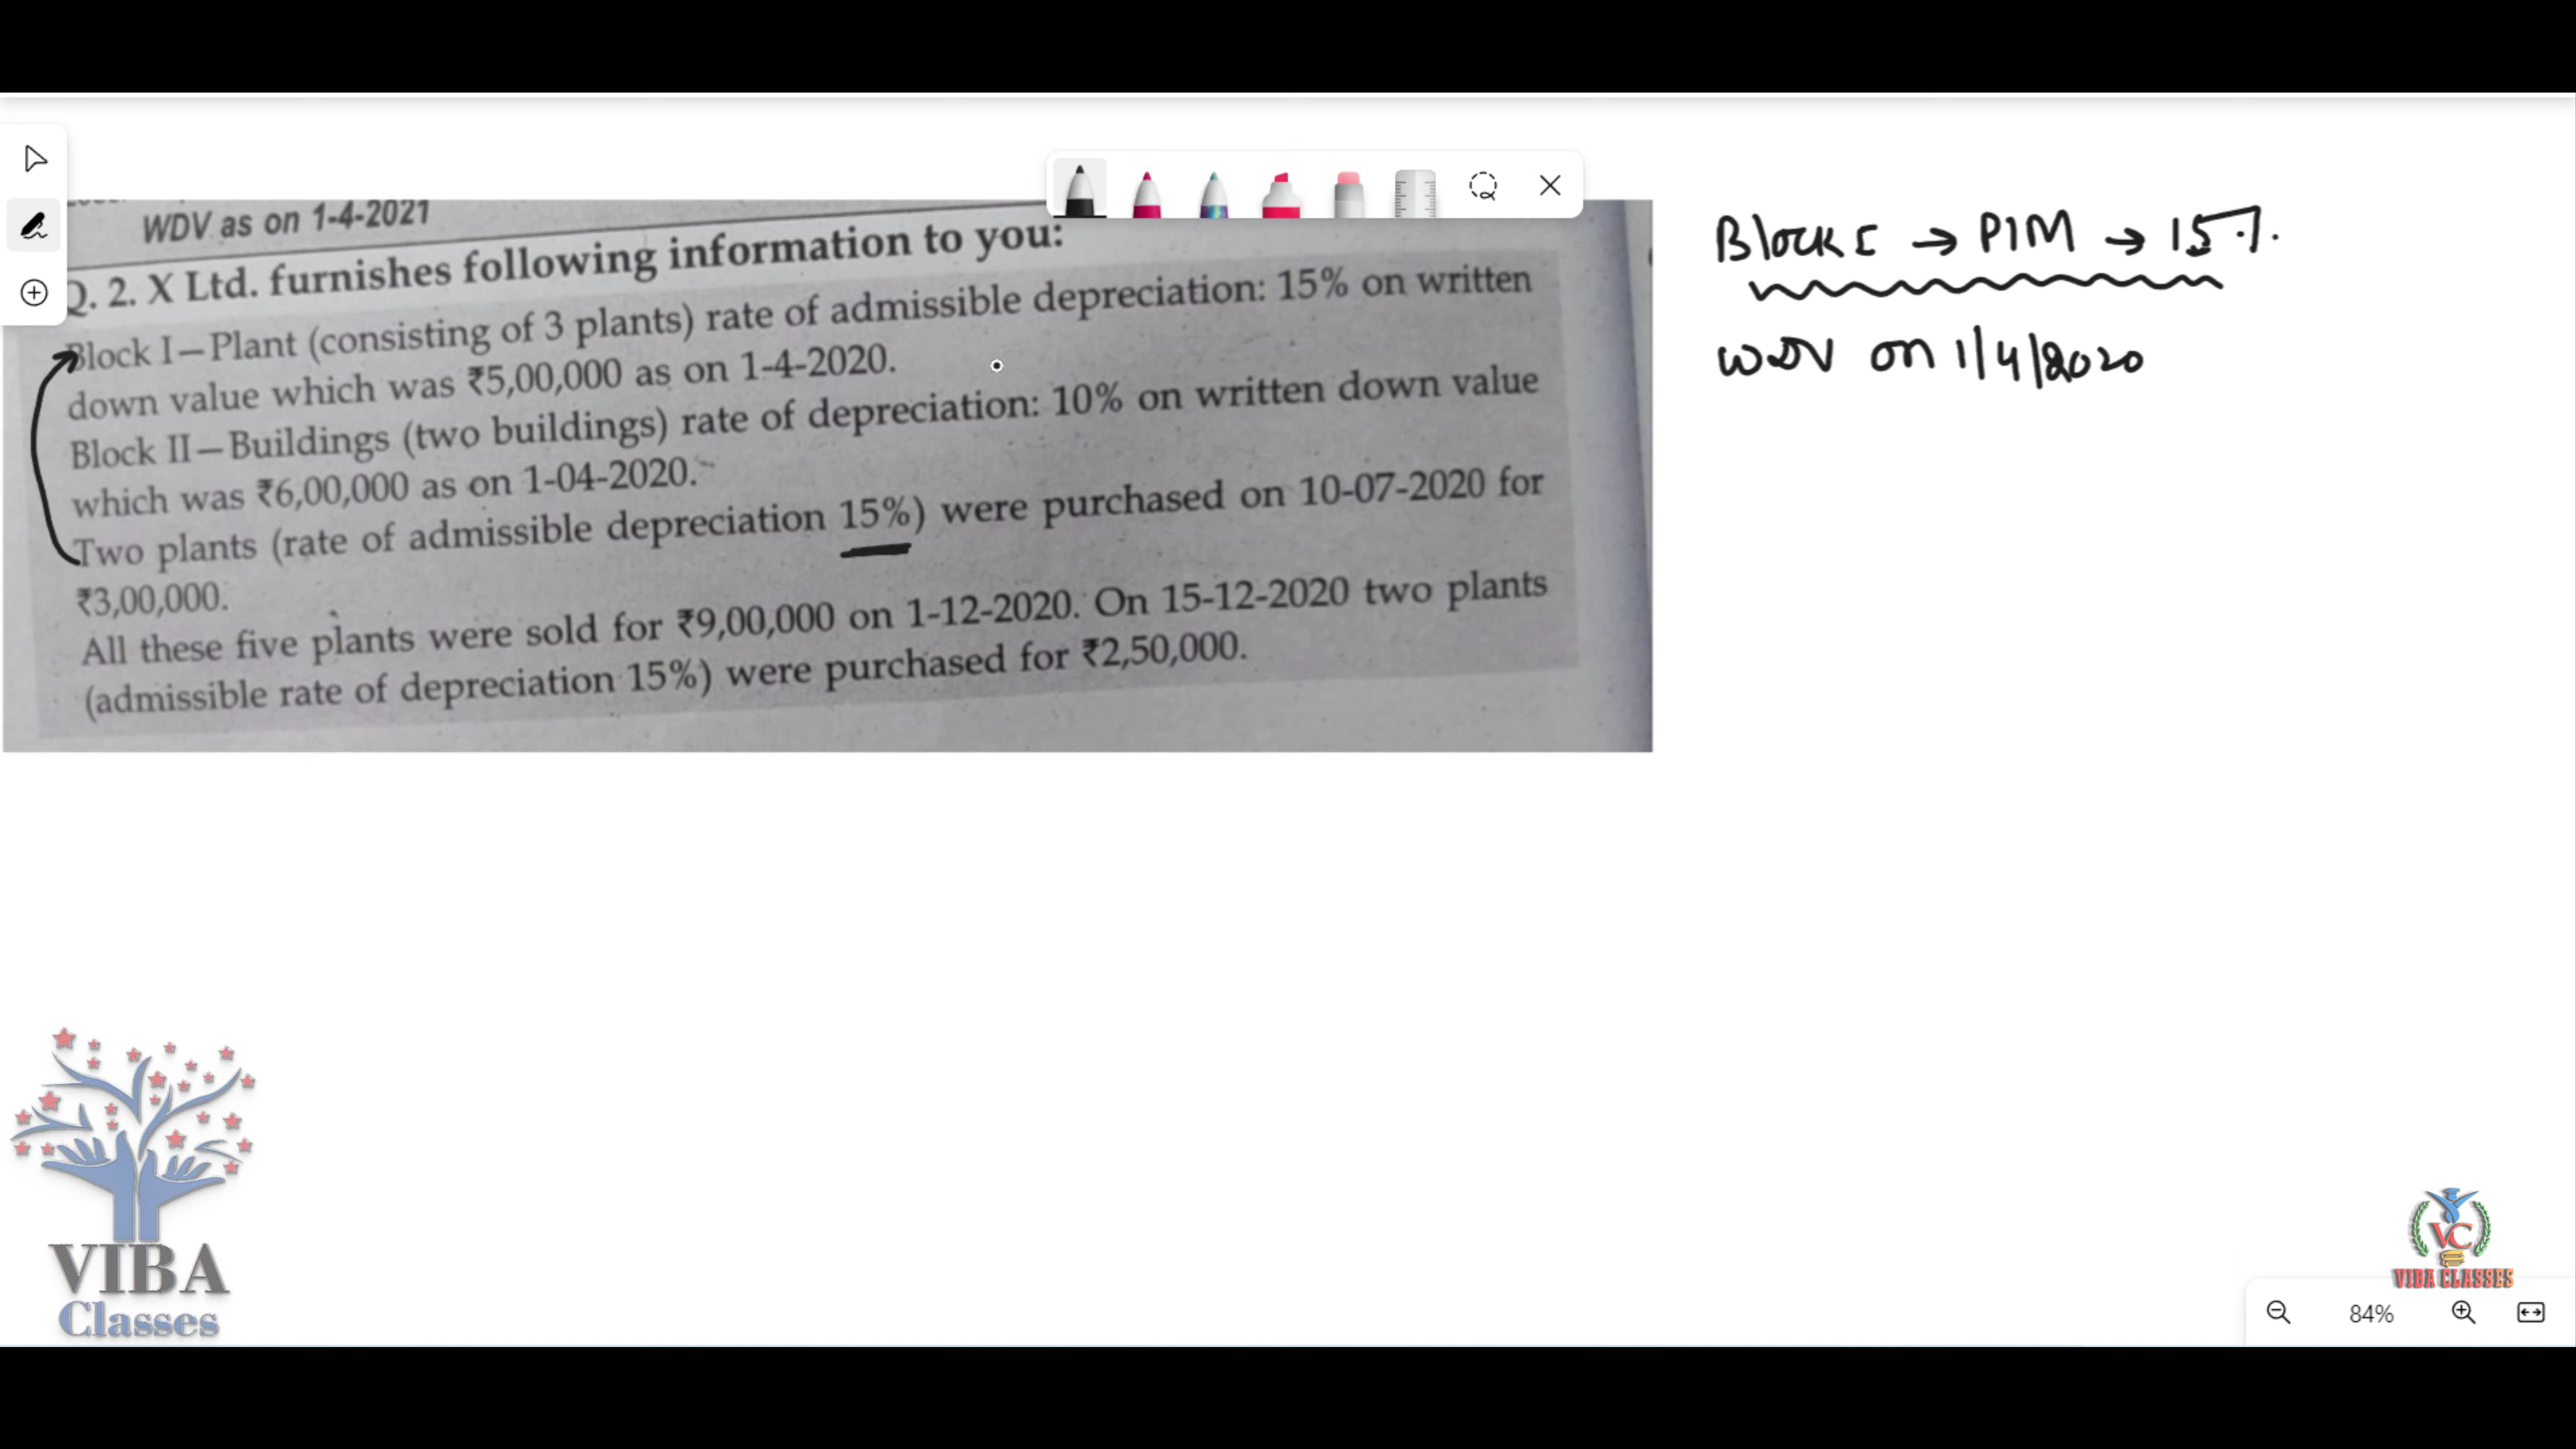 WDV as on 1-4-2021
Q. 2. X Ltd. furnishes following information to you:
Block I—Plant (consisting of 3 plants) rate of admissible depreciation: 15% on written
down value which was ₹5,00,000 as on 1-4-2020.
Block II—Buildings (two buildings) rate of depreciation: 10% on written down value
which was ₹6,00,000 as on 1-04-2020.
Two plants (rate of admissible depreciation 15%) were purchased on 10-07-2020 for
₹3,00,000.
All these five plants were sold for ₹9,00,000 on 1-12-2020. On 15-12-2020 two plants
(admissible rate of depreciation 15%) were purchased for ₹2,50,000.
Block I → P1M → 15%.
WDV on 1/4/2020
VIBA
Classes
VC
VIBA CLASSES
84%